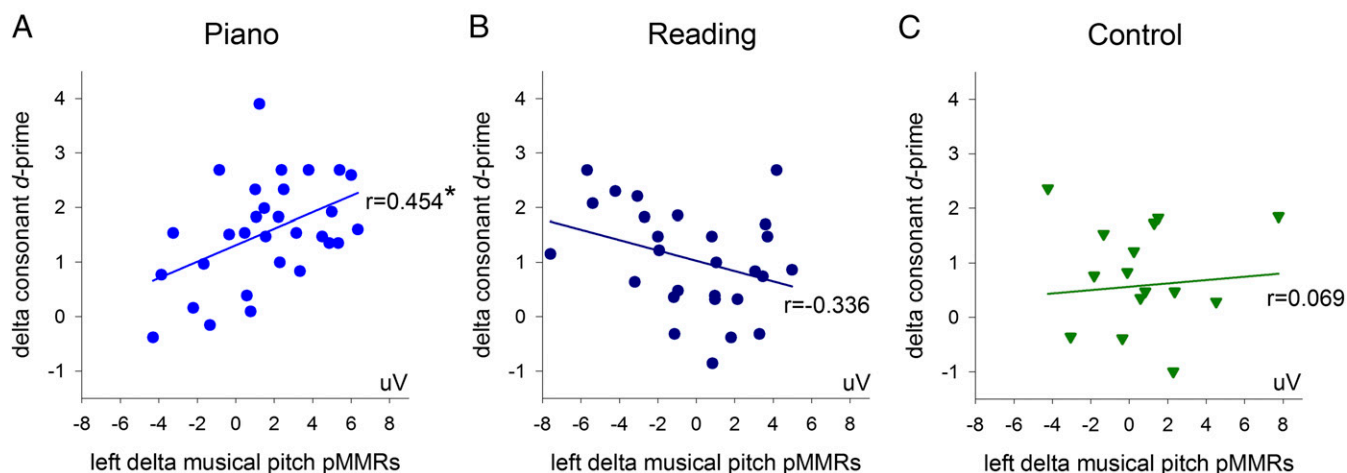 A Piano
B Reading
C Control
delta consonant d-prime
4
3
2
1
0
-1
r=0.454*
uV
-8 -6 -4 -2 0 2 4 6 8
left delta musical pitch pMMRs
delta consonant d-prime
4
3
2
1
0
-1
r=-0.336
uV
-8 -6 -4 -2 0 2 4 6 8
left delta musical pitch pMMRs
delta consonant d-prime
4
3
2
1
0
-1
r=0.069
uV
-8 -6 -4 -2 0 2 4 6 8
left delta musical pitch pMMRs